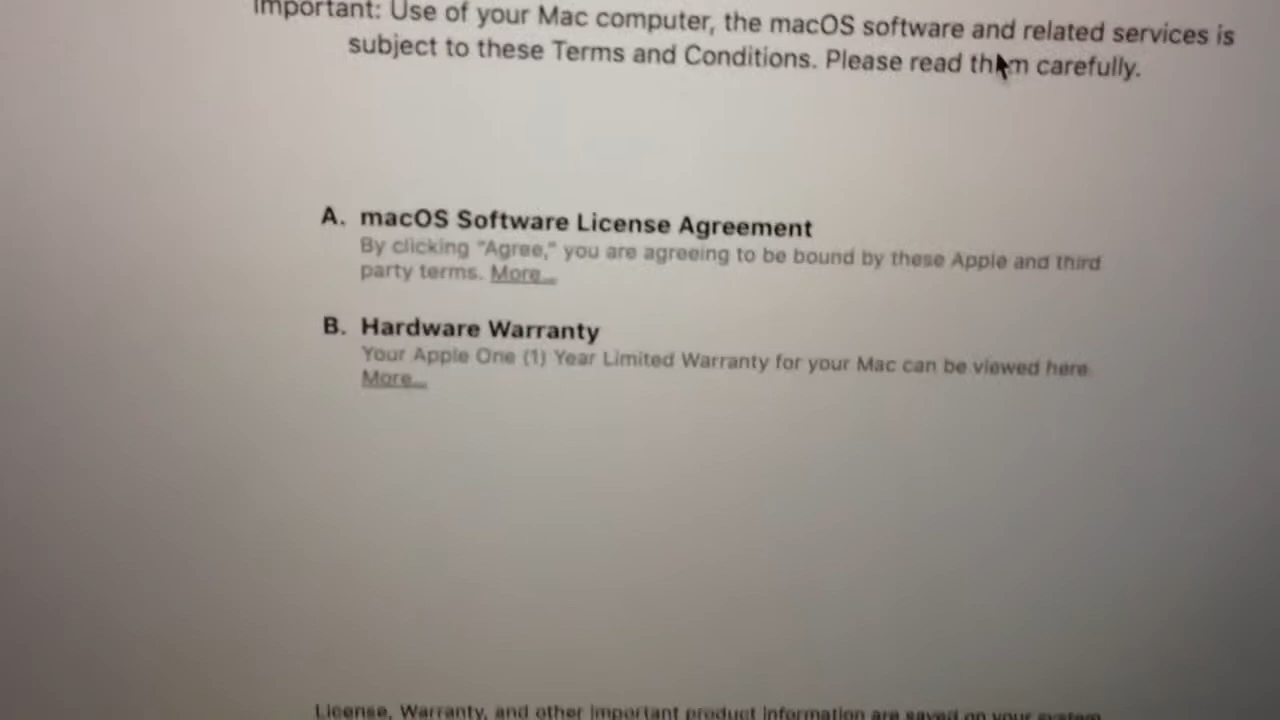 Important: Use of your Mac computer, the macOS software and related services is
subject to these Terms and Conditions. Please read them carefully.
A. macOS Software License Agreement
By clicking "Agree," you are agreeing to be bound by these Apple and third
party terms. More...
B. Hardware Warranty
Your Apple One (1) Year Limited Warranty for your Mac can be viewed here.
More...
License, Warranty, and other important product information are saved on your system